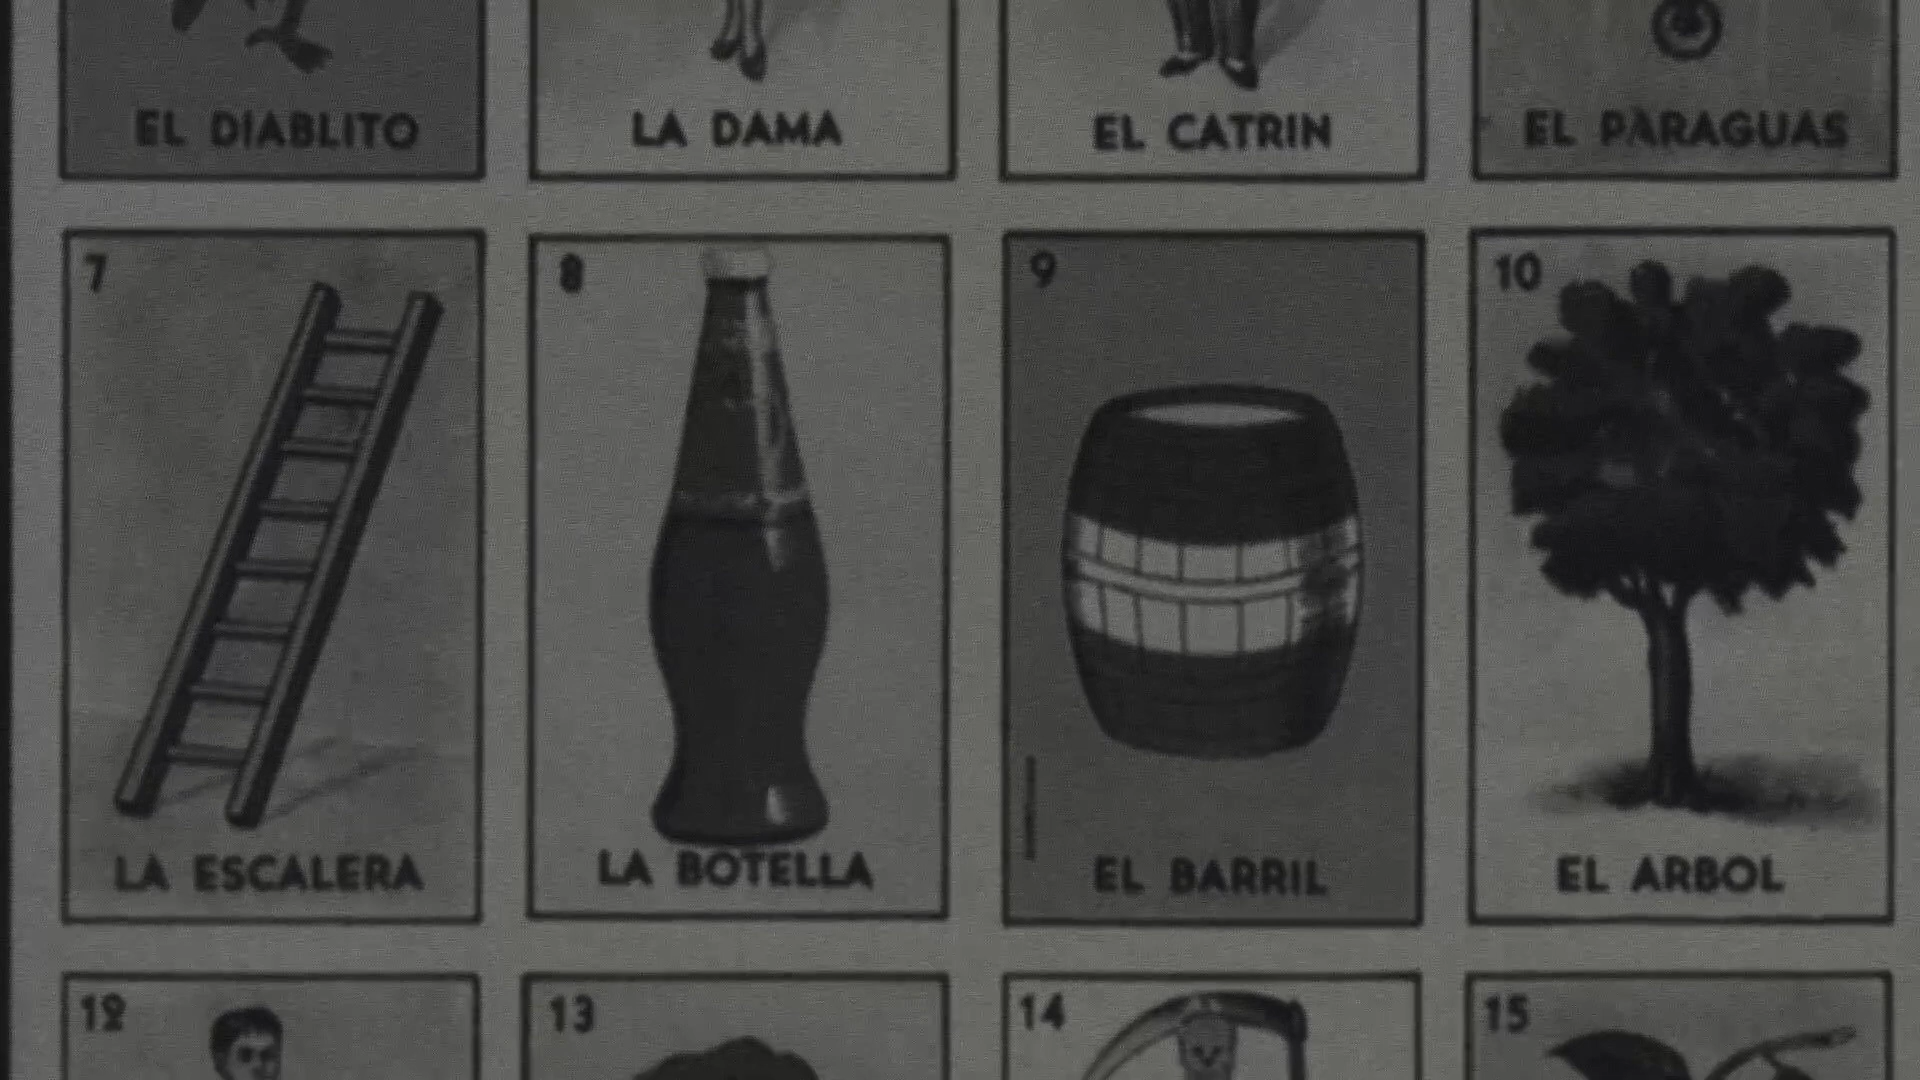 EL DIABLITO
LA DAMA
EL CATRIN
EL PARAGUAS
7
LA ESCALERA
8
LA BOTELLA
9
EL BARRIL
10
EL ARBOL
12
13
14
15